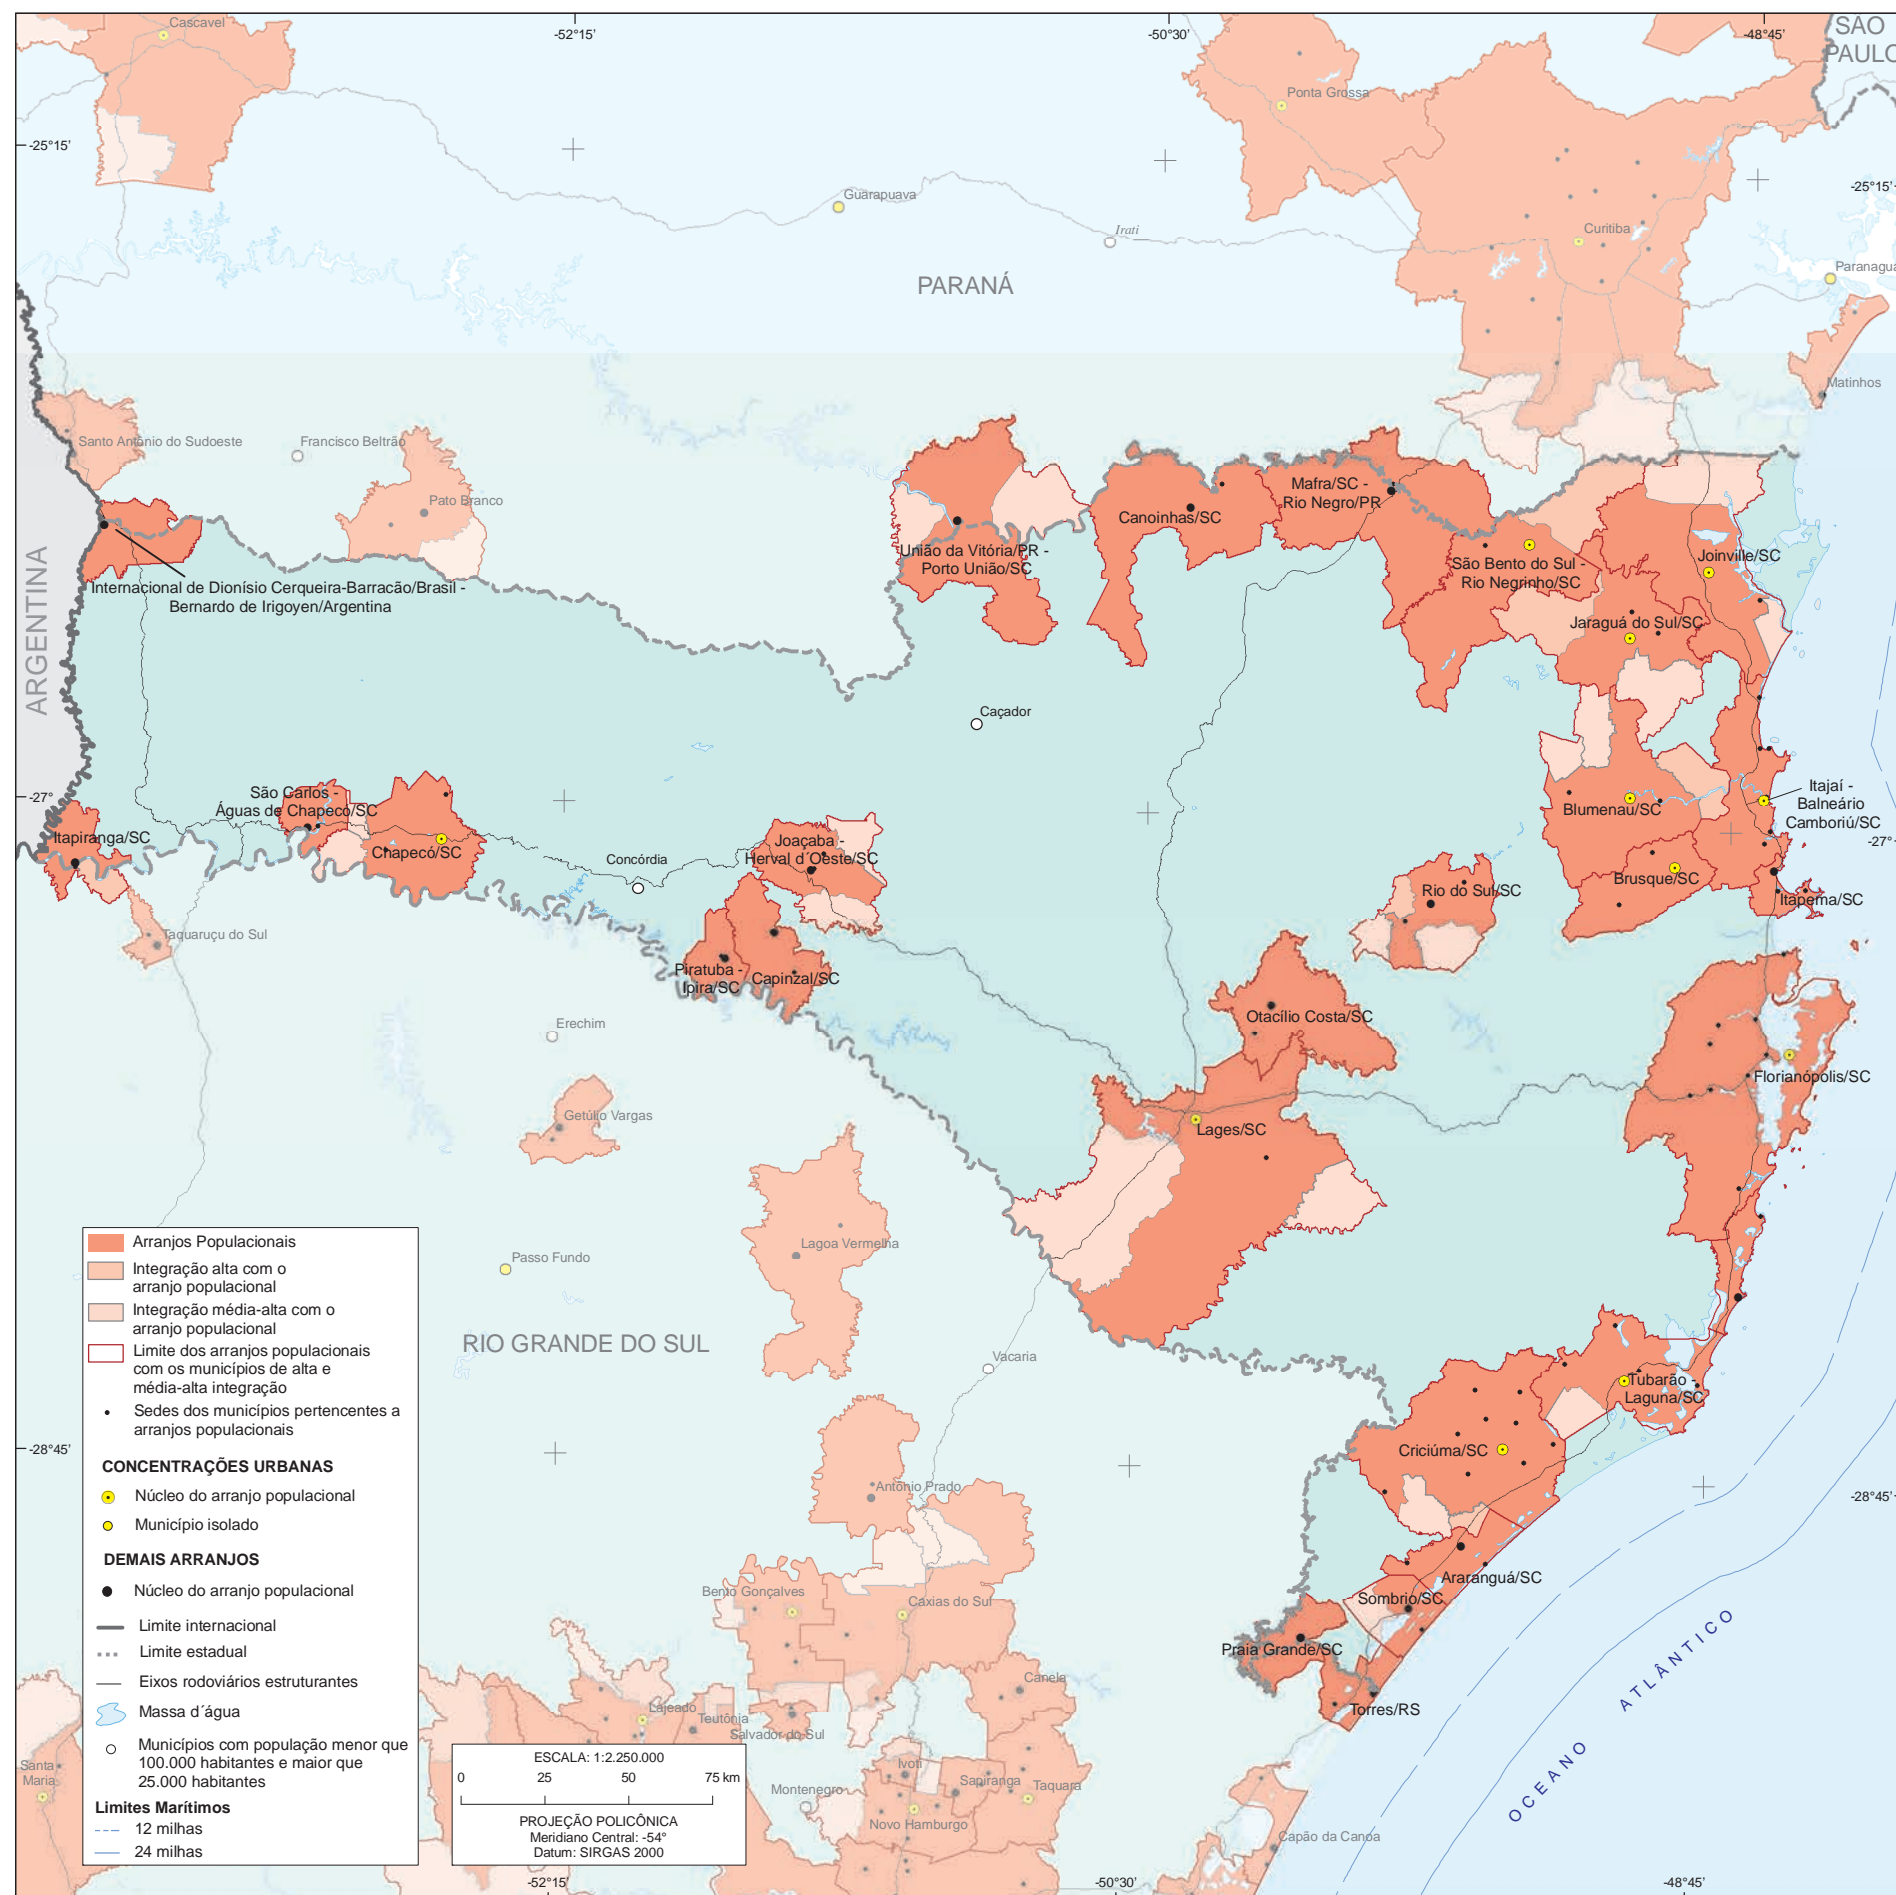 Cascavel
-52°15'
-50°30'
-48°45'
SÃO
PAULO
Ponta Grossa
-25°15'
-25°15'
Guarapuava
Irati
Curitiba
Paranaguá
PARANÁ
Matinhos
Santo Antônio do Sudoeste
Francisco Beltrão
Pato Branco
Mafra/SC -
Rio Negro/PR
Canoinhas/SC
União da Vitória/PR -
Porto União/SC
São Bento do Sul -
Rio Negrinho/SC
Joinville/SC
ARGENTINA
Internacional de Dionísio Cerqueira-Barracão/Brasil -
Bernardo de Irigoyen/Argentina
Jaraguá do Sul/SC
Caçador
-27°
São Carlos -
Águas de Chapecó/SC
Itapiranga/SC
Chapecó/SC
Concórdia
Joaçaba -
Herval d´Oeste/SC
Blumenau/SC
Itajaí -
Balneário
Camboriú/SC
-27°
Brusque/SC
Rio do Sul/SC
Itapema/SC
Taquaruçu do Sul
Piratuba -
Ipira/SC
Capinzal/SC
Otacílio Costa/SC
Erechim
Florianópolis/SC
Getúlio Vargas
Lages/SC
Lagoa Vermelha
Passo Fundo
RIO GRANDE DO SUL
Vacaria
Tubarão -
Laguna/SC
Criciúma/SC
-28°45'
-28°45'
Antônio Prado
Araranguá/SC
Sombrio/SC
Praia Grande/SC
Torres/RS
Bento Gonçalves
Caxias do Sul
Canela
Lajeado
Teutônia
Salvador do Sul
Santa
Maria
Montenegro
Ivoti
Sapiranga
Taquara
Novo Hamburgo
Capão da Canoa
OCEANO ATLÂNTICO
Arranjos Populacionais
Integração alta com o
arranjo populacional
Integração média-alta com o
arranjo populacional
Limite dos arranjos populacionais
com os municípios de alta e
média-alta integração
Sedes dos municípios pertencentes a
arranjos populacionais
CONCENTRAÇÕES URBANAS
Núcleo do arranjo populacional
Município isolado
DEMAIS ARRANJOS
Núcleo do arranjo populacional
Limite internacional
Limite estadual
Eixos rodoviários estruturantes
Massa d´água
Municípios com população menor que
100.000 habitantes e maior que
25.000 habitantes
Limites Marítimos
12 milhas
24 milhas
ESCALA: 1:2.250.000
0 25 50 75 km
PROJEÇÃO POLICÔNICA
Meridiano Central: -54°
Datum: SIRGAS 2000
-52°15'
-50°30'
-48°45'